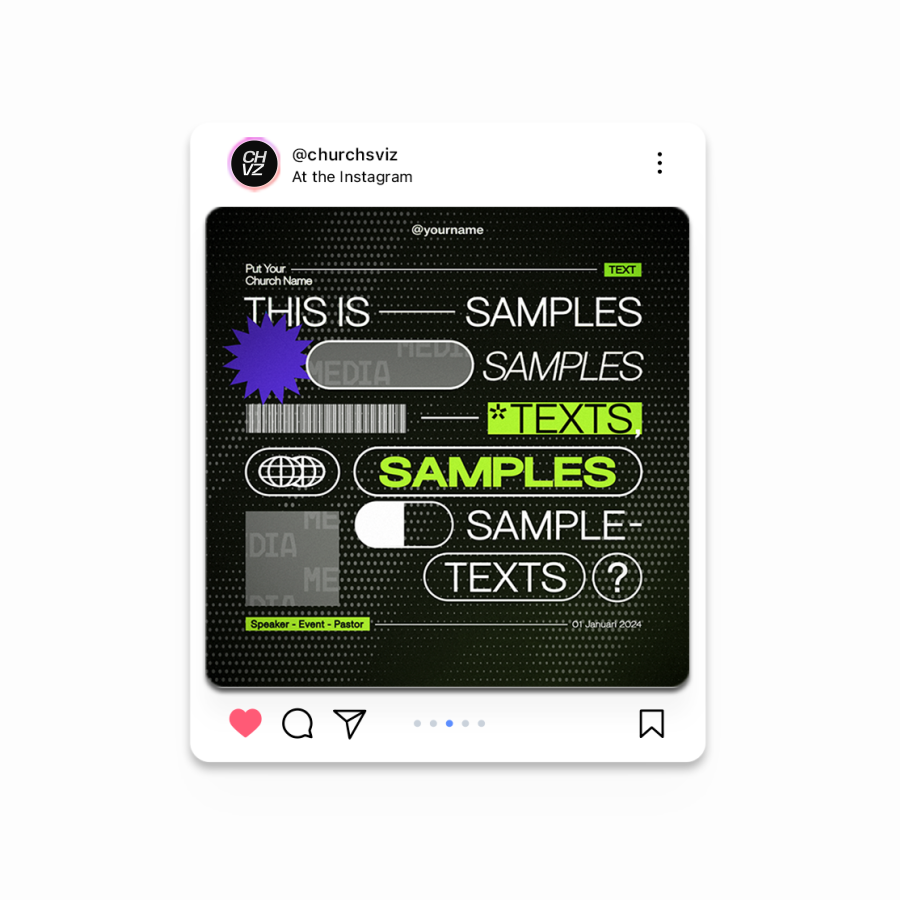 CH
VZ
@churchsviz
At the Instagram
@yourname
Put Your
Church Name
TEXT
THIS IS SAMPLES
MEDIA
MEDIA
SAMPLES
*TEXTS,
SAMPLES
ME
DIA
ME
DIA
SAMPLE-
TEXTS ?
Speaker - Event - Pastor
01 Januari 2024